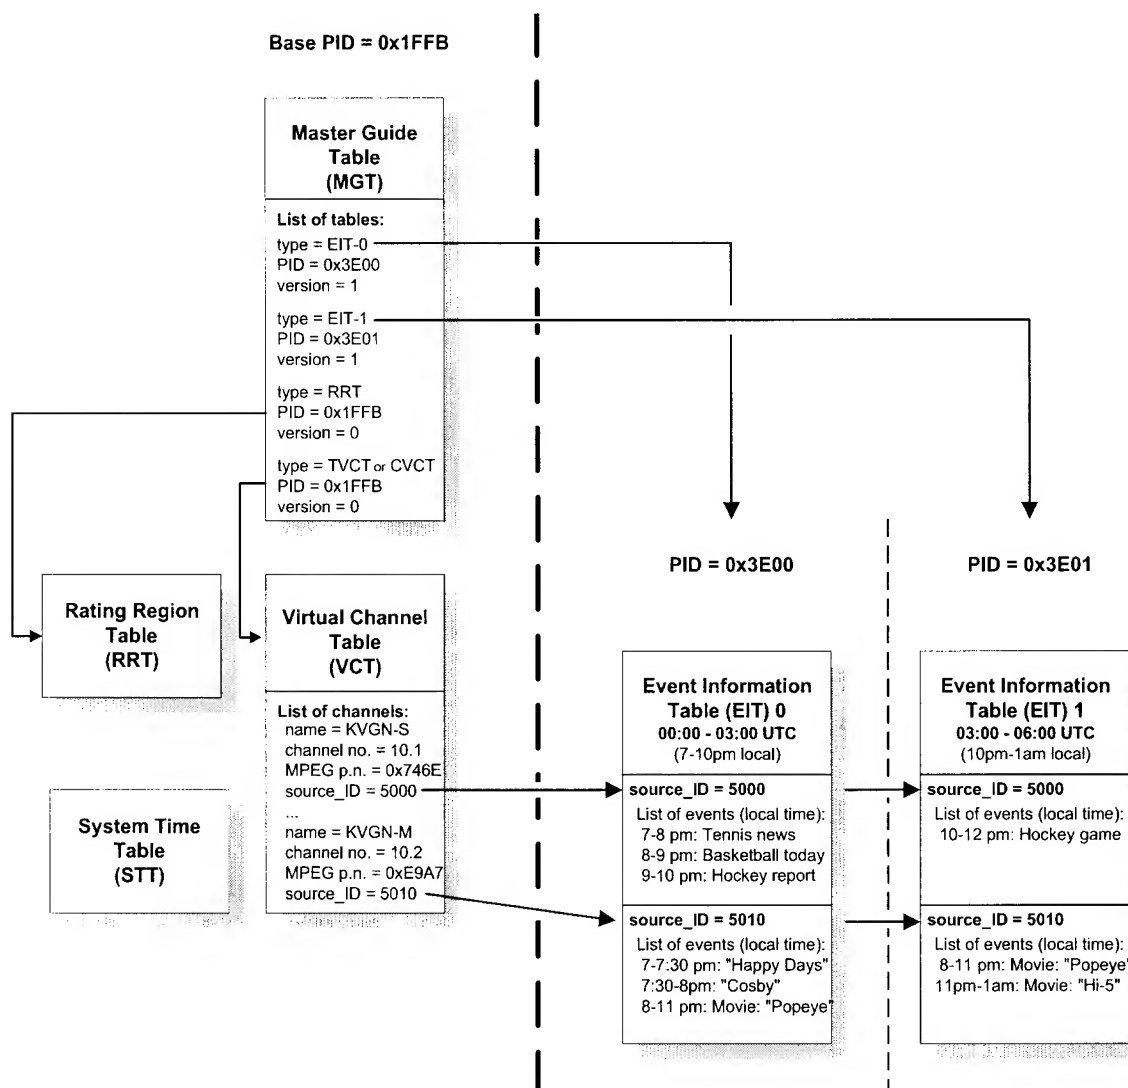 Base PID = 0x1FFB
Master Guide
Table
(MGT)
List of tables:
type = EIT-0
PID = 0x3E00
version = 1
type = EIT-1
PID = 0x3E01
version = 1
type = RRT
PID = 0x1FFB
version = 0
type = TVCT or CVCT
PID = 0x1FFB
version = 0
Rating Region
Table
(RRT)
System Time
Table
(STT)
Virtual Channel
Table
(VCT)
List of channels:
name = KVGN-S
channel no. = 10.1
MPEG p.n. = 0x746E
source_ID = 5000
...
name = KVGN-M
channel no. = 10.2
MPEG p.n. = 0xE9A7
source_ID = 5010
PID = 0x3E00
Event Information
Table (EIT) 0
00:00 - 03:00 UTC
(7-10pm local)
source_ID = 5000
List of events (local time):
7-8 pm: Tennis news
8-9 pm: Basketball today
9-10 pm: Hockey report
source_ID = 5010
List of events (local time):
7-7:30 pm: "Happy Days"
7:30-8pm: "Cosby"
8-11 pm: Movie: "Popeye"
PID = 0x3E01
Event Information
Table (EIT) 1
03:00 - 06:00 UTC
(10pm-1am local)
source_ID = 5000
List of events (local time):
10-12 pm: Hockey game
source_ID = 5010
List of events (local time):
8-11 pm: Movie: "Popeye"
11pm-1am: Movie: "Hi-5"